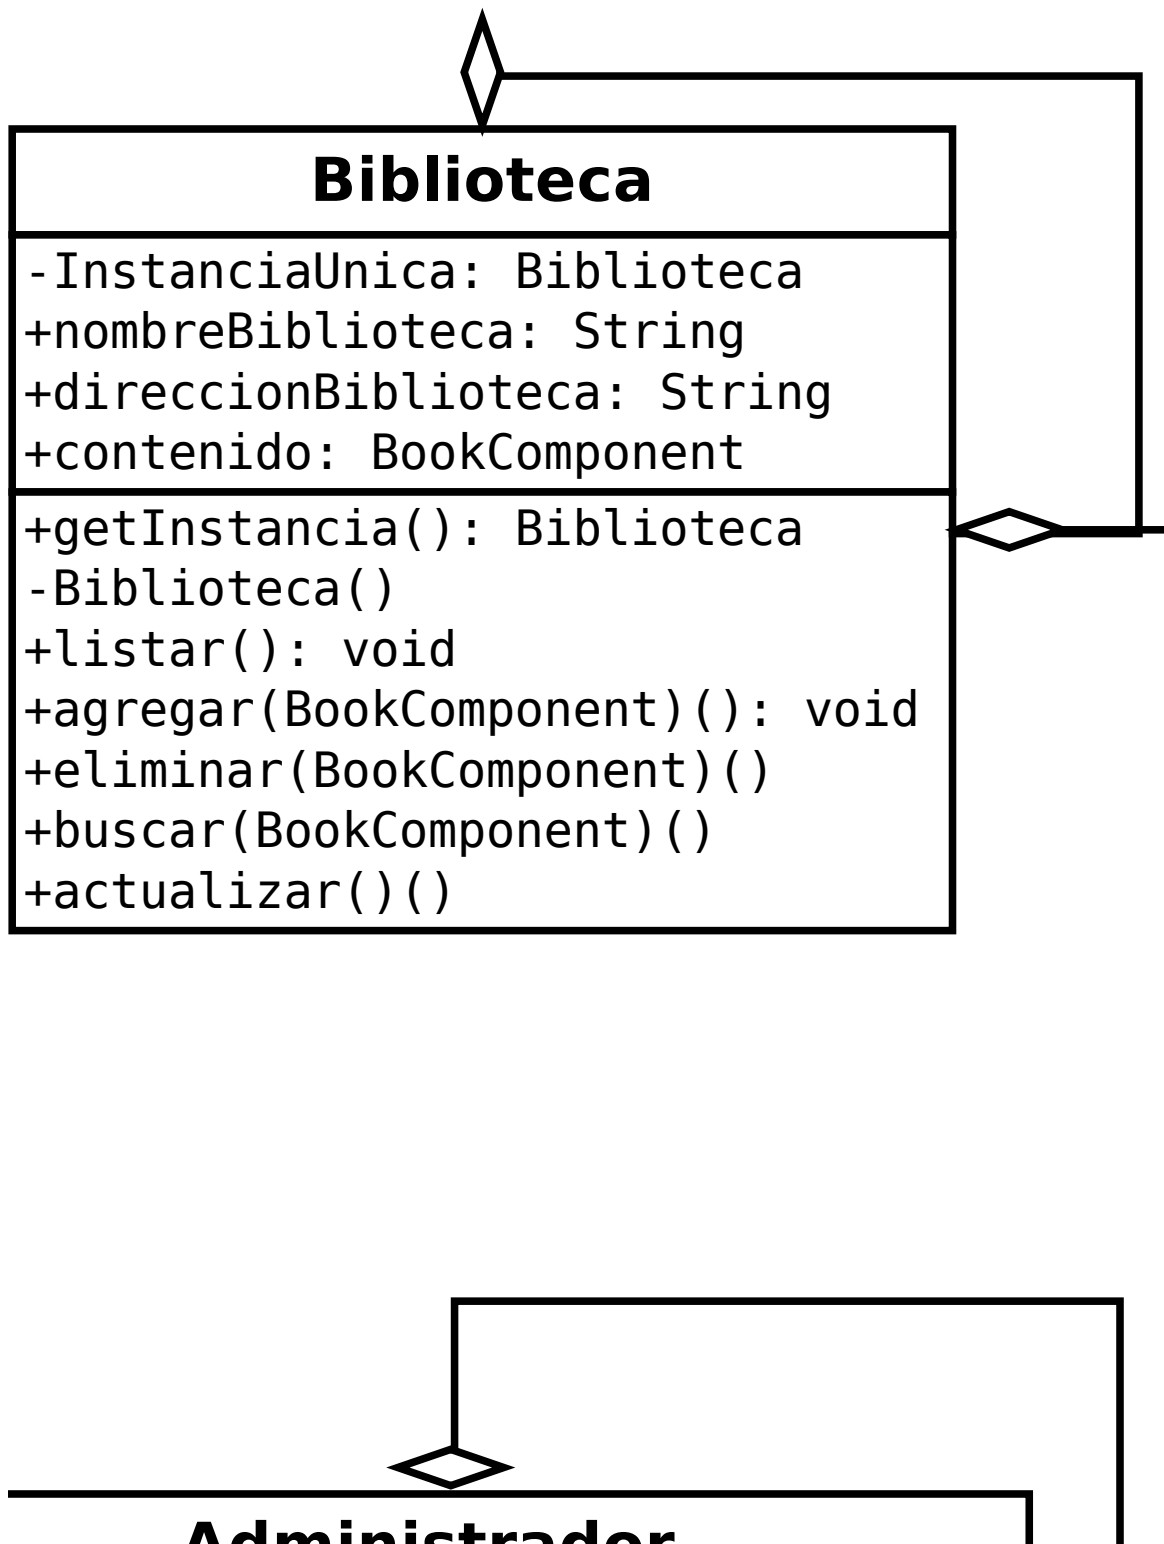 Biblioteca
-InstanciaUnica: Biblioteca
+nombreBiblioteca: String
+direccionBiblioteca: String
+contenido: BookComponent
+getInstancia(): Biblioteca
-Biblioteca()
+listar(): void
+agregar(BookComponent)(): void
+eliminar(BookComponent)()
+buscar(BookComponent)()
+actualizar()()
Administrador